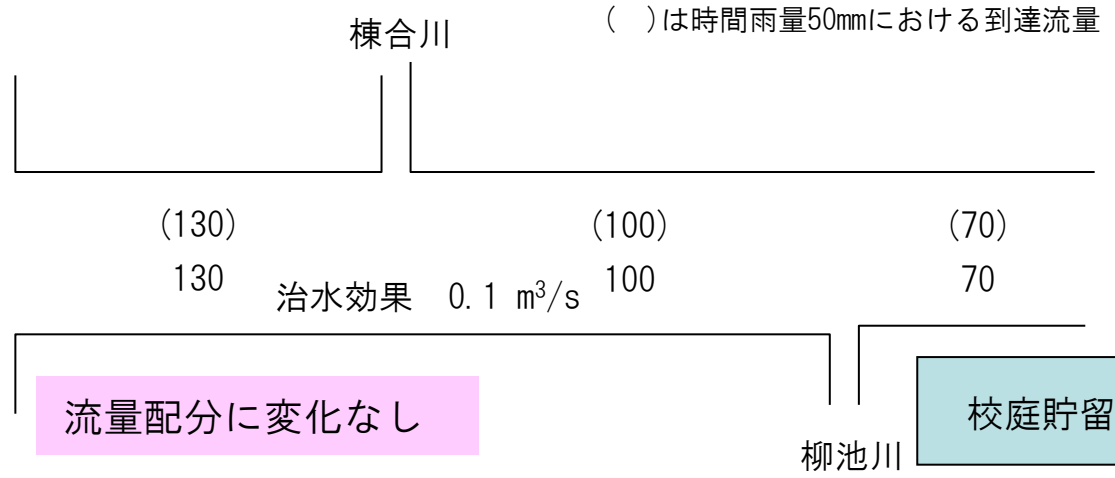 （　）は時間雨量50mmにおける到達流量
棟合川
(130)
(100)
(70)
130
100
70
治水効果　0.1 m³/s
流量配分に変化なし
校庭貯留
柳池川